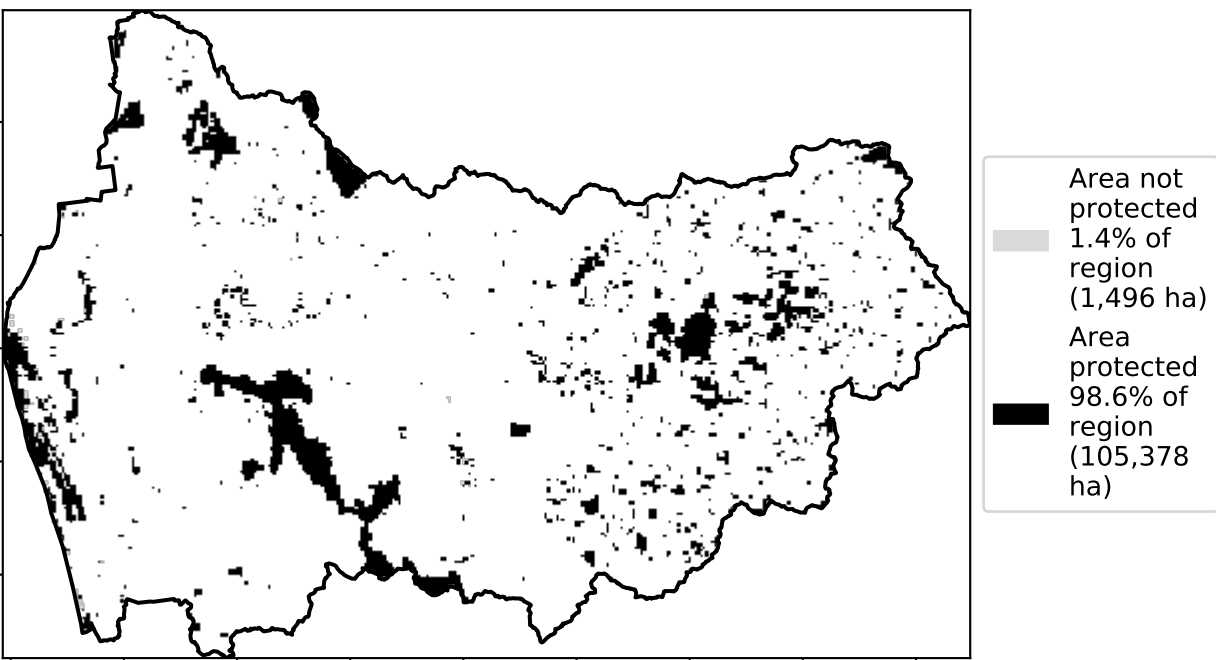 Area not
protected
1.4% of
region
(1,496 ha)
Area
protected
98.6% of
region
(105,378
ha)